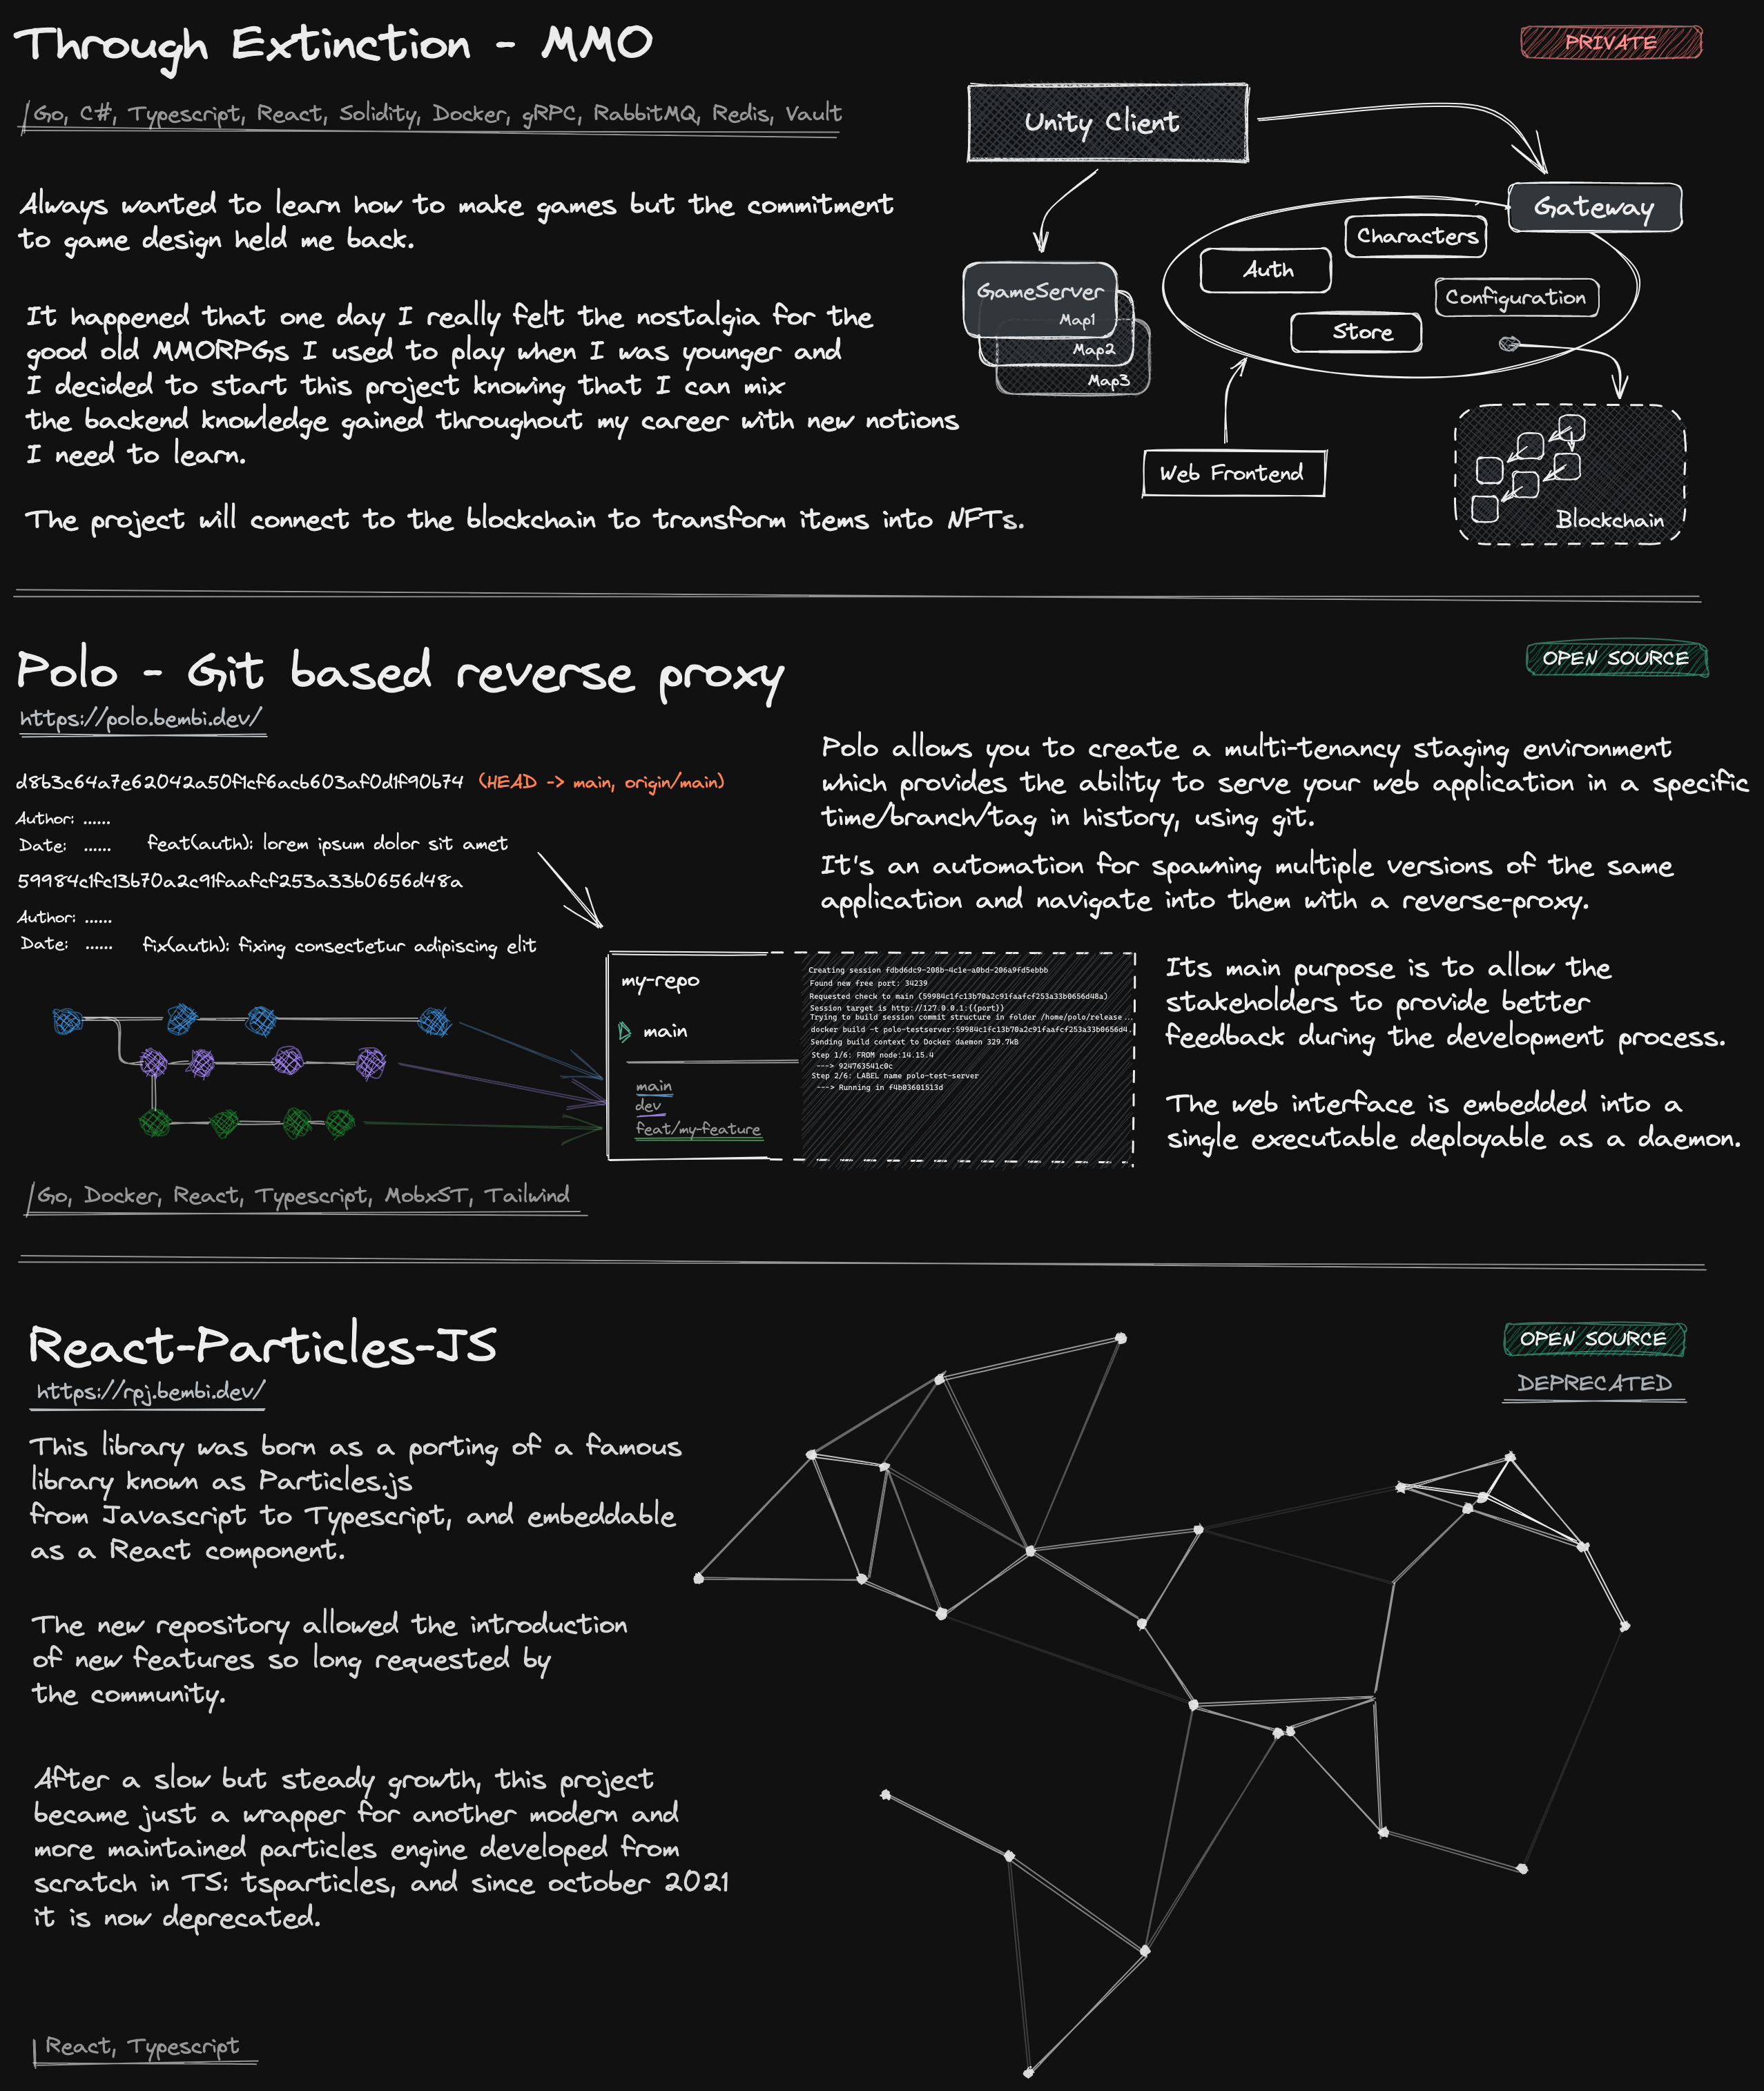 Through Extinction - MMO
PRIVATE
Go, C#, Typescript, React, Solidity, Docker, gRPC, RabbitMQ, Redis, Vault
Always wanted to learn how to make games but the commitment
to game design held me back.
It happened that one day I really felt the nostalgia for the
good old MMORPGs I used to play when I was younger and
I decided to start this project knowing that I can mix
the backend knowledge gained throughout my career with new notions
I need to learn.
The project will connect to the blockchain to transform items into NFTs.
Unity Client
Gateway
Characters
Auth
Configuration
Store
GameServer
Map1
Map2
Map3
Web Frontend
Blockchain
Polo - Git based reverse proxy
OPEN SOURCE
https://polo.bembi.dev/
d8b3c64a7e62042a50f1cf6acb603af0d1f90b74 (HEAD -> main, origin/main)
Author: ......
Date: ...... feat(auth): lorem ipsum dolor sit amet
59984c1fc13b70a2c91faafcf253a33b0656d48a
Author: ......
Date: ...... fix(auth): fixing consectetur adipiscing elit
Polo allows you to create a multi-tenancy staging environment
which provides the ability to serve your web application in a specific
time/branch/tag in history, using git.
It's an automation for spawning multiple versions of the same
application and navigate into them with a reverse-proxy.
Its main purpose is to allow the
stakeholders to provide better
feedback during the development process.
The web interface is embedded into a
single executable deployable as a daemon.
my-repo
main
main
dev
feat/my-feature
Creating session fdbd6dc9-208b-4c1e-a0bd-206a9fd5ebbb
Found new free port: 34239
Requested check to main (59984c1fc13b70a2c91faafcf253a33b0656d48a)
Session target is http://127.0.0.1:{{port}}
Trying to build session commit structure in folder /home/polo/release...
docker build -t polo-testserver:59984c1fc13b70a2c91faafcf253a33b0656d4.
Sending build context to Docker daemon 329.7kB
Step 1/6: FROM node:14.15.4
---> 924763541c0c
Step 2/6: LABEL name polo-test-server
---> Running in f4b03601513d
Go, Docker, React, Typescript, MobxST, Tailwind
React-Particles-JS
OPEN SOURCE
DEPRECATED
https://rpj.bembi.dev/
This library was born as a porting of a famous
library known as Particles.js
from Javascript to Typescript, and embeddable
as a React component.
The new repository allowed the introduction
of new features so long requested by
the community.
After a slow but steady growth, this project
became just a wrapper for another modern and
more maintained particles engine developed from
scratch in TS: tsparticles, and since october 2021
it is now deprecated.
React, Typescript